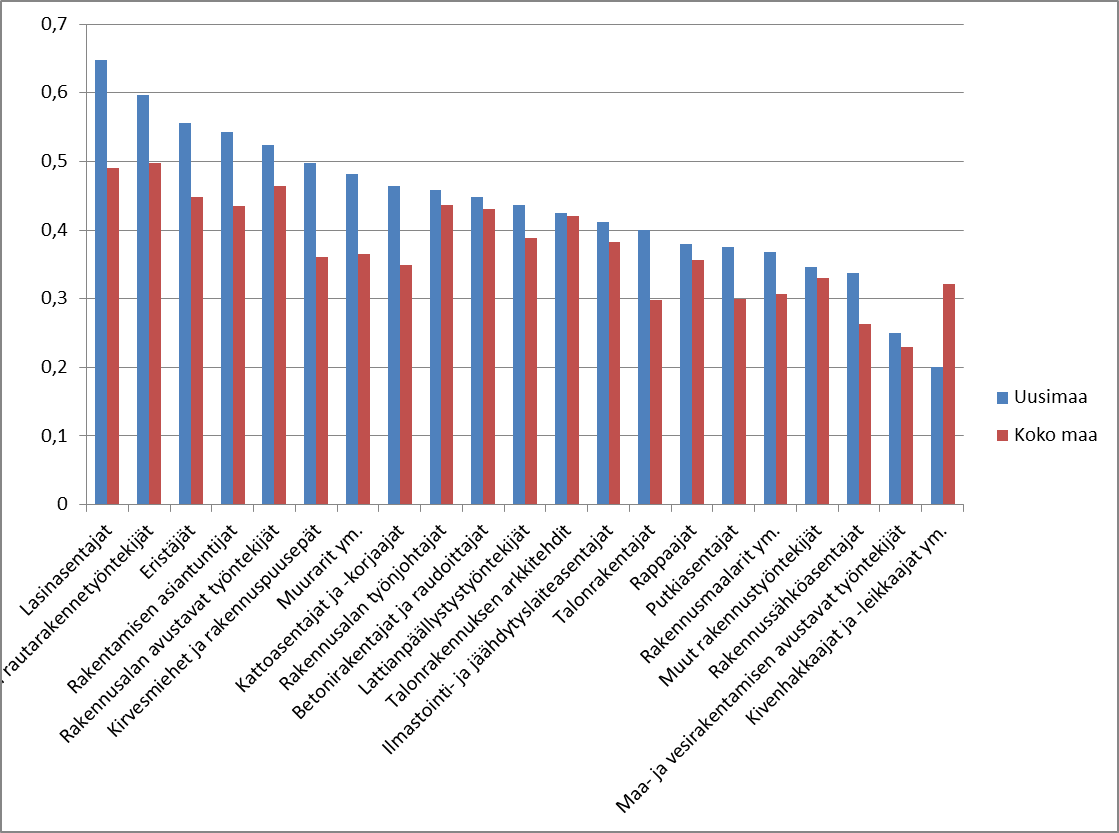 0,7
0,6
0,5
0,4
0,3
0,2
0,1
0
Uusimaa
Koko maa
Lasinasentajat
rautarakennetyöntekijät
Eristäjät
Rakentamisen asiantuntijat
Rakennusalan avustavat työntekijät
Kirvesmiehet ja rakennuspuusepät
Muurarit ym.
Kattoasentajat ja -korjaajat
Rakennusalan työnjohtajat
Betonirakentajat ja raudoittajat
Lattianpäällystystyöntekijät
Talonrakennuksen arkkitehdit
Ilmastointi- ja jäähdytyslaiteasentajat
Talonrakentajat
Rappaajat
Putkiasentajat
Rakennusmaalarit ym.
Muut rakennustyöntekijät
Rakennussähköasentajat
Maa- ja vesirakentamisen avustavat työntekijät
Kivenhakkaajat ja -leikkaajat ym.